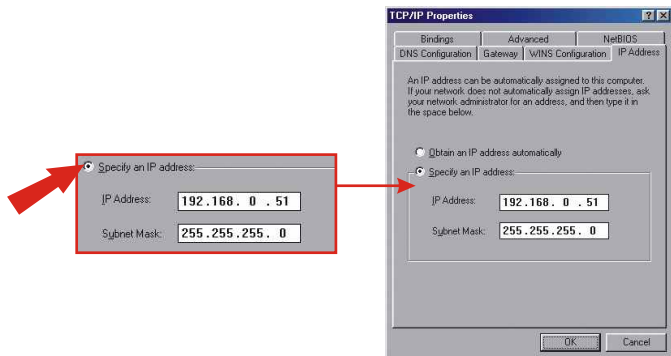 TCP/IP Properties
Bindings Advanced NetBIOS
DNS Configuration Gateway WINS Configuration IP Address
An IP address can be automatically assigned to this computer.
If your network does not automatically assign IP addresses, ask
your network administrator for an address, and then type it in
the space below.
Obtain an IP address automatically
Specify an IP address:
IP Address: 192.168. 0 .51
Subnet Mask: 255.255.255. 0
OK Cancel
Specify an IP address:
IP Address: 192.168. 0 .51
Subnet Mask: 255.255.255. 0